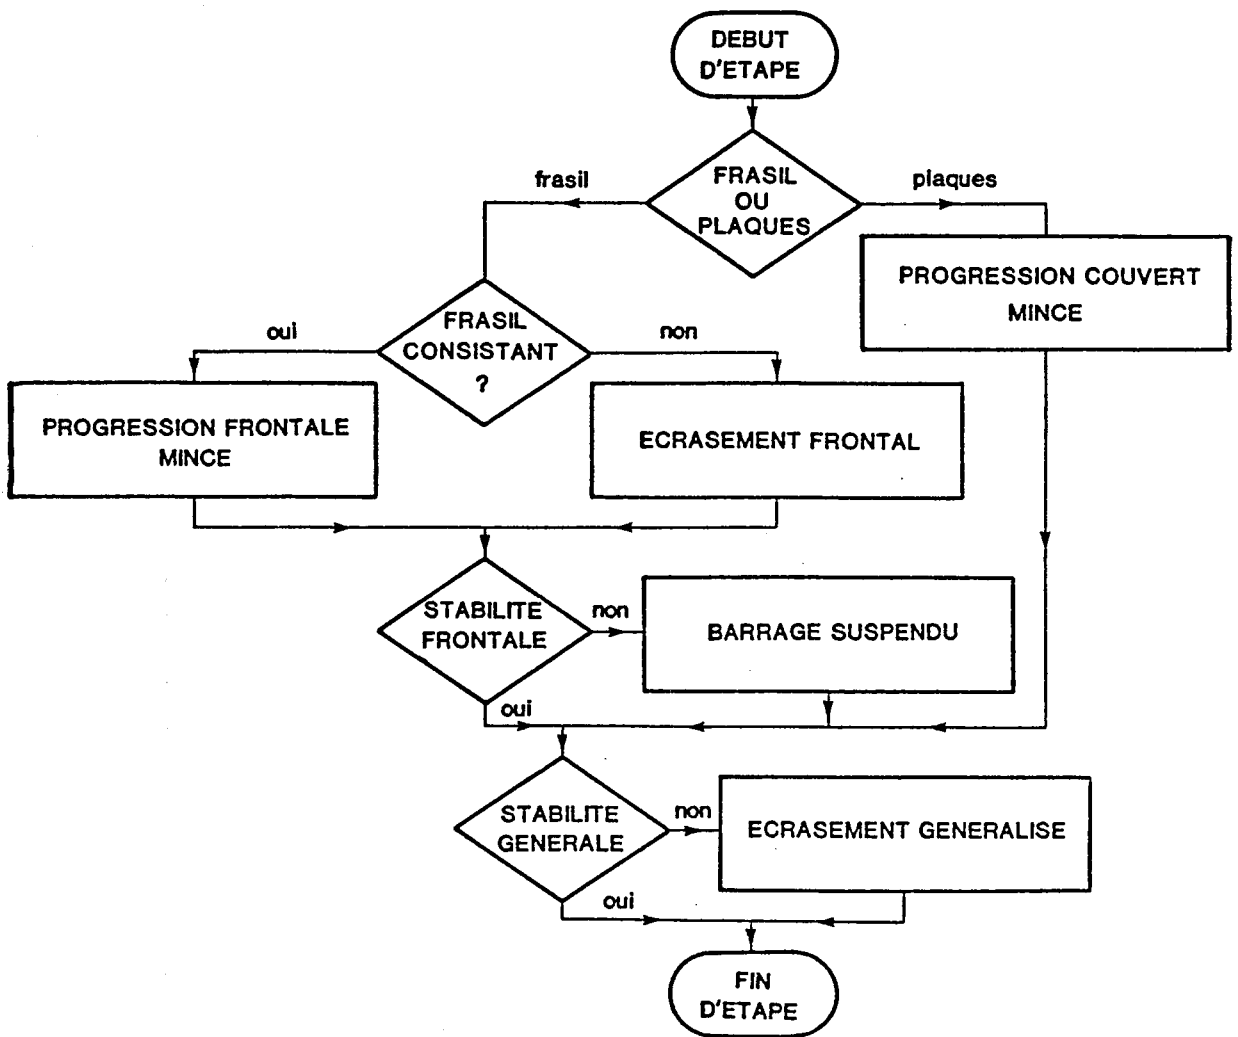 DEBUT
D'ETAPE
frasil
FRASIL
OU
PLAQUES
plaques
PROGRESSION COUVERT
MINCE
oui
FRASIL
CONSISTANT
?
non
PROGRESSION FRONTALE
MINCE
ECRASEMENT FRONTAL
STABILITE
FRONTALE
non
BARRAGE SUSPENDU
oui
STABILITE
GENERALE
non
ECRASEMENT GENERALISE
oui
FIN
D'ETAPE